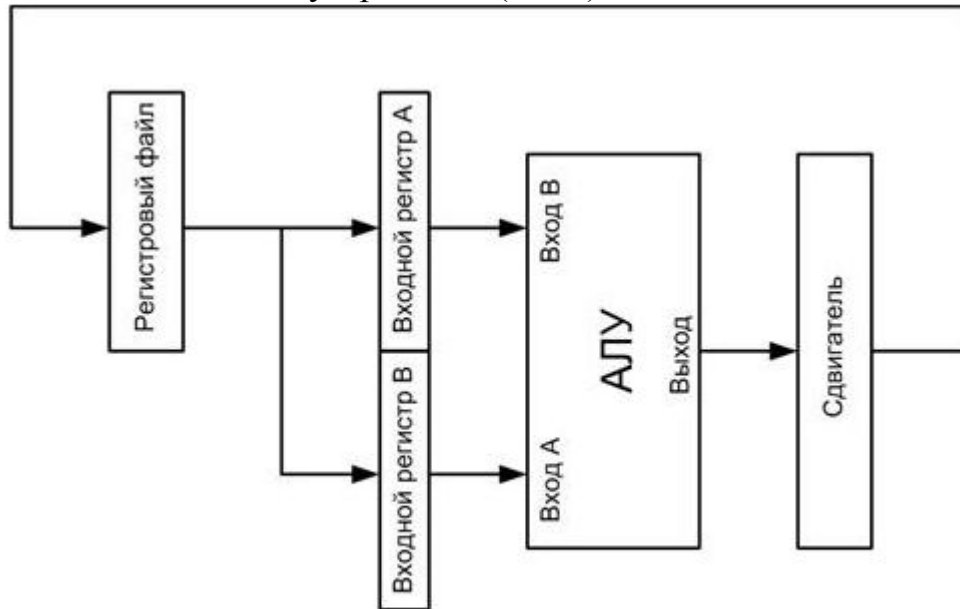 Регистровый файл
Входной регистр A
Входной регистр B
Вход B
Вход A
АЛУ
Выход
Сдвигатель